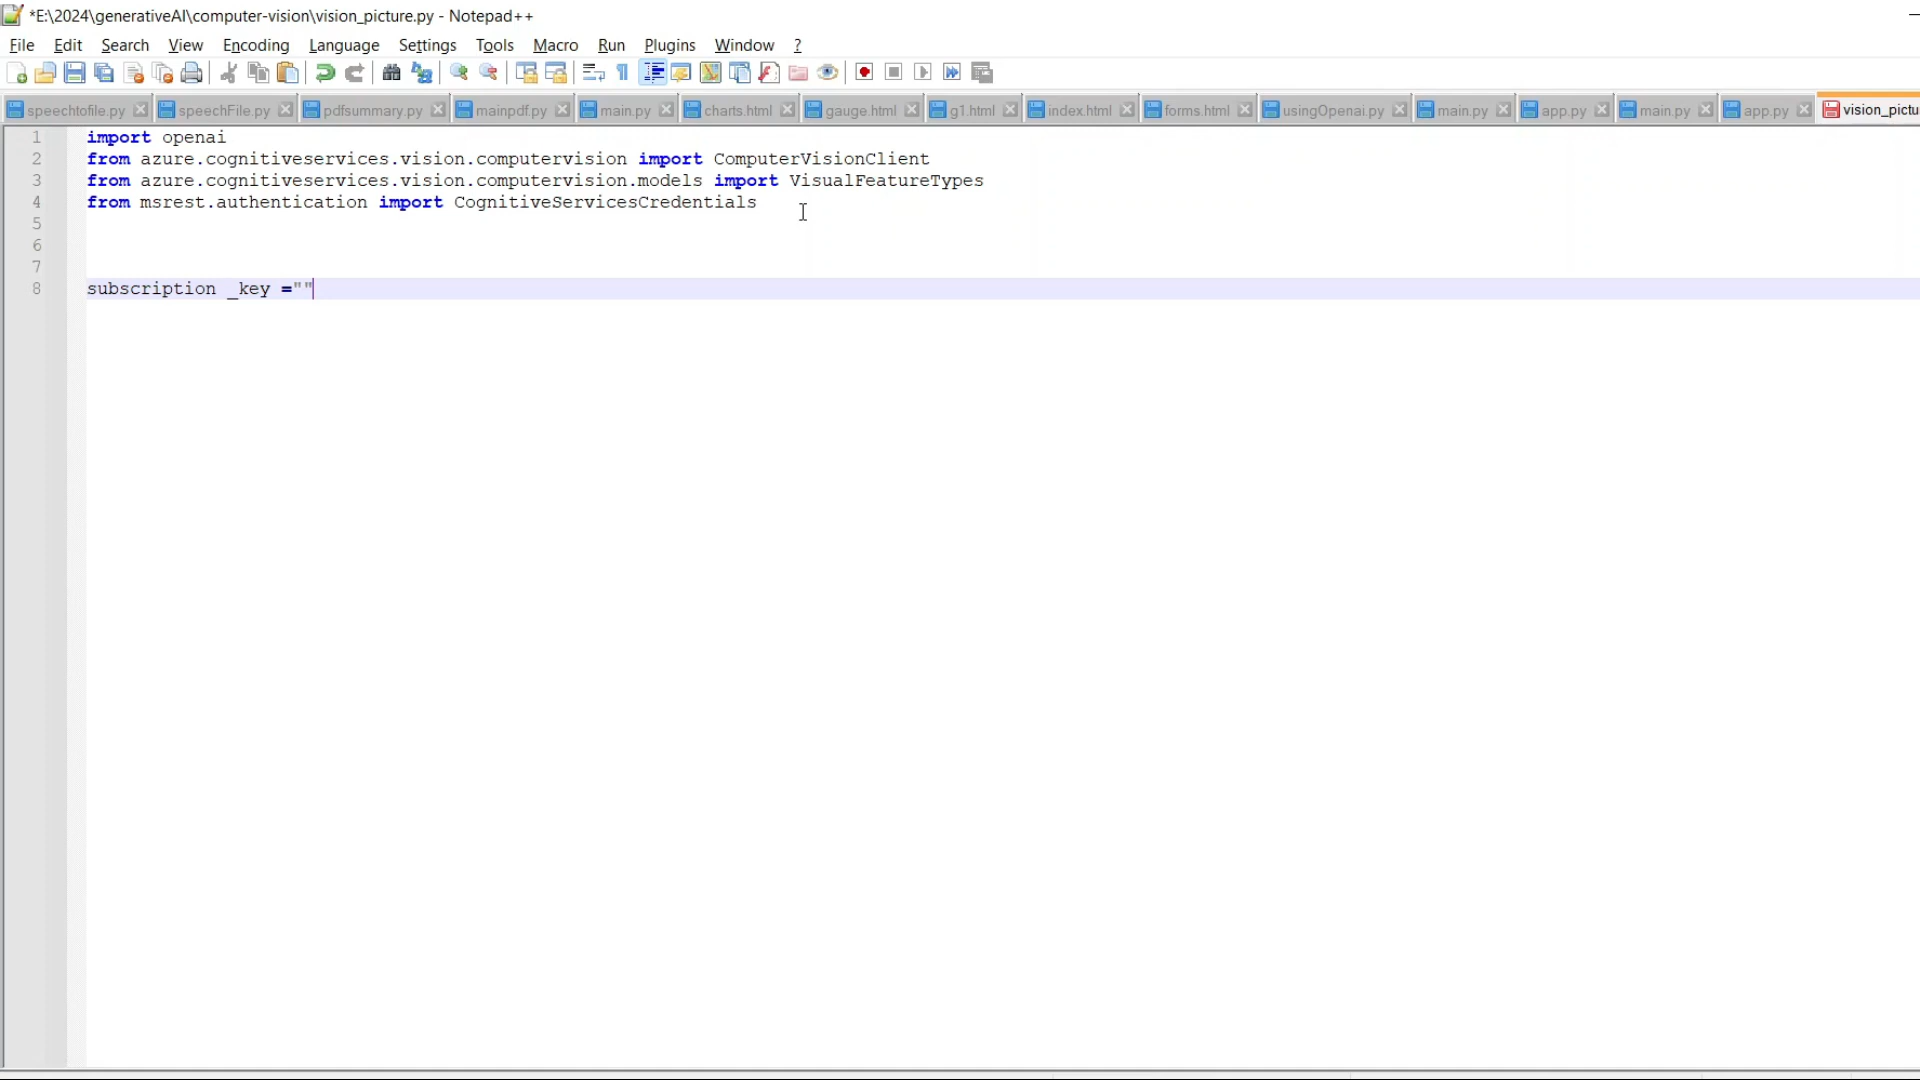 *E:\2024\generativeAI\computer-vision\vision_picture.py - Notepad++
File Edit Search View Encoding Language Settings Tools Macro Run Plugins Window ?
speechtofile.py speechFile.py pdfsummary.py mainpdf.py main.py charts.html gauge.html g1.html index.html forms.html usingOpenai.py main.py app.py main.py app.py vision_pictu
1 import openai
2 from azure.cognitiveservices.vision.computervision import ComputerVisionClient
3 from azure.cognitiveservices.vision.computervision.models import VisualFeatureTypes
4 from msrest.authentication import CognitiveServicesCredentials
5
6
7
8 subscription _key =""